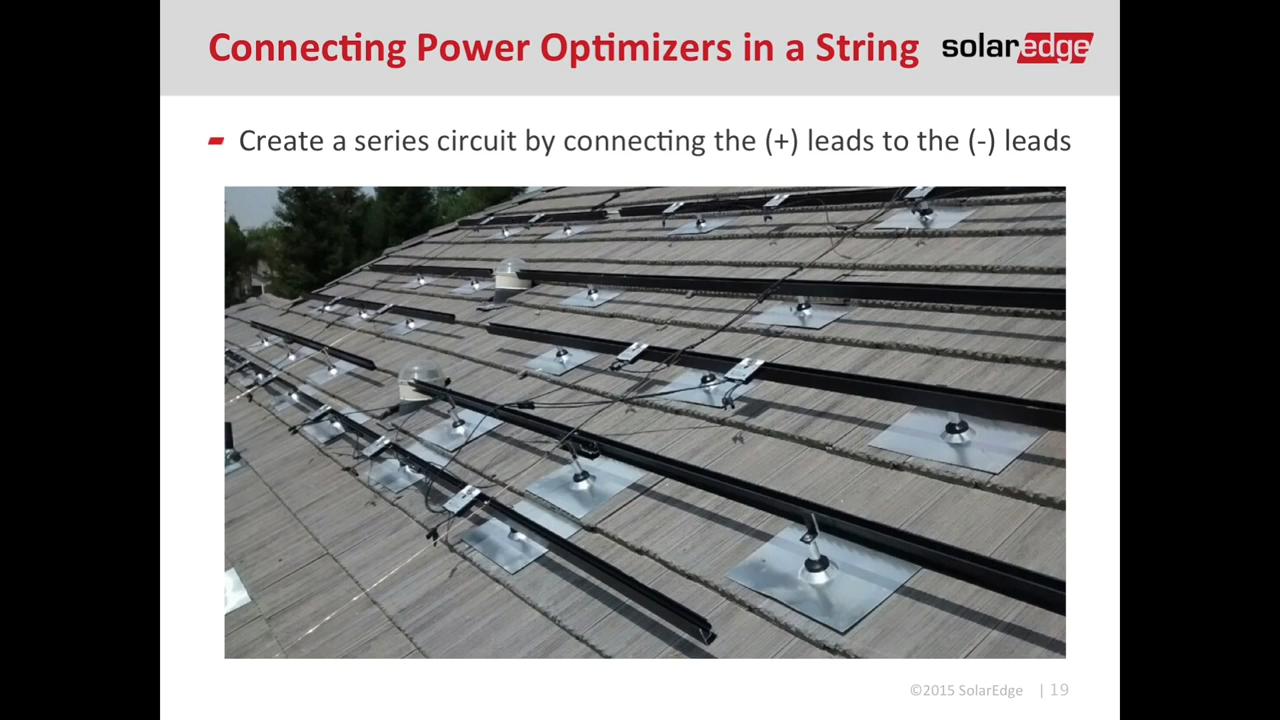 Connecting Power Optimizers in a String
solaredge
Create a series circuit by connecting the (+) leads to the (-) leads
©2015 SolarEdge | 19